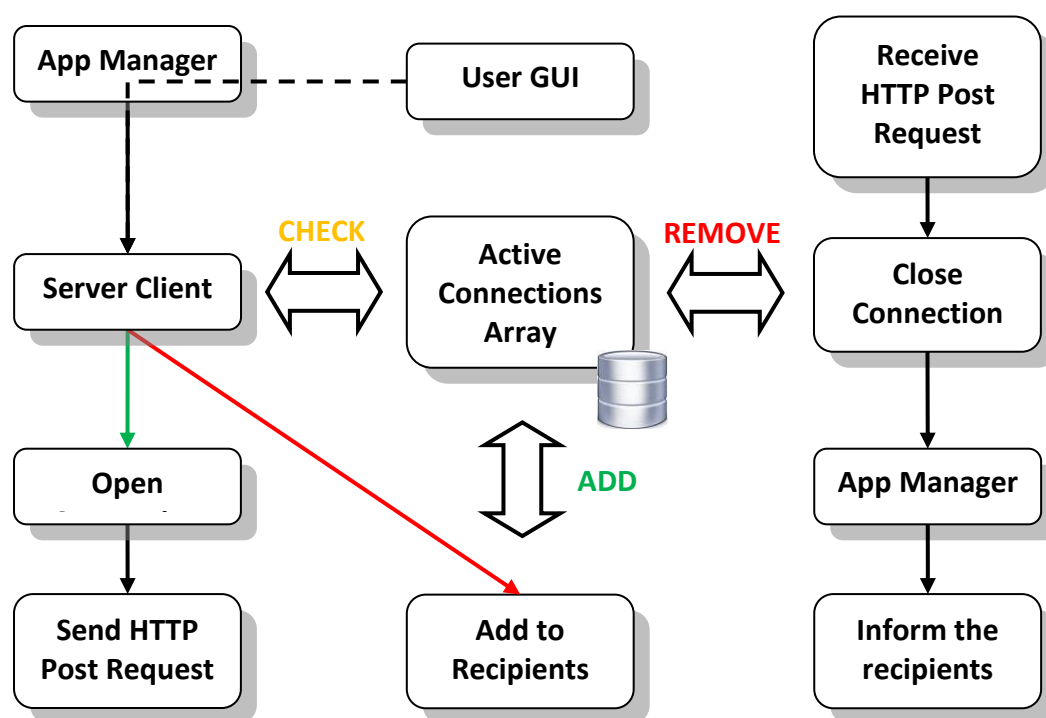 App Manager
User GUI
Receive
HTTP Post
Request
CHECK
REMOVE
Server Client
Active
Connections
Array
Close
Connection
ADD
Open
App Manager
Send HTTP
Post Request
Add to
Recipients
Inform the
recipients